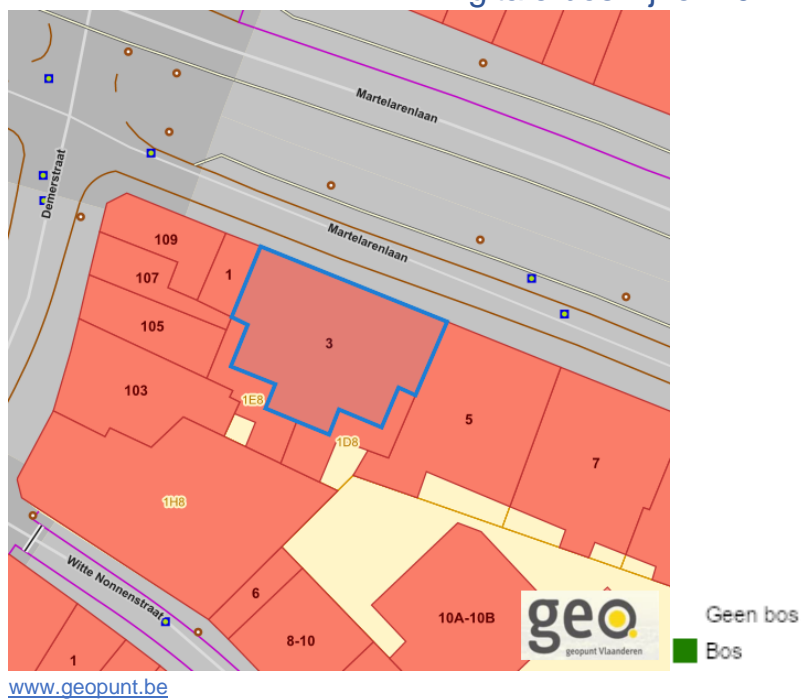 Martelarenlaan
Demerstraat
Martelarenlaan
109
107
1
105
3
103
1E8
5
1D8
7
1H8
Witte Nonnenstraat
6
8-10
10A-10B
1
geo.
geopunt Vlaanderen
Geen bos
Bos
www.geopunt.be